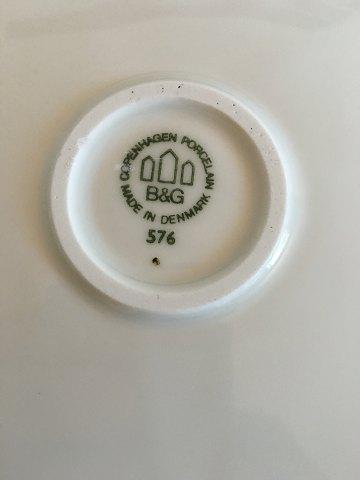 COPENHAGEN PORCELAIN
B&G
MADE IN DENMARK
576